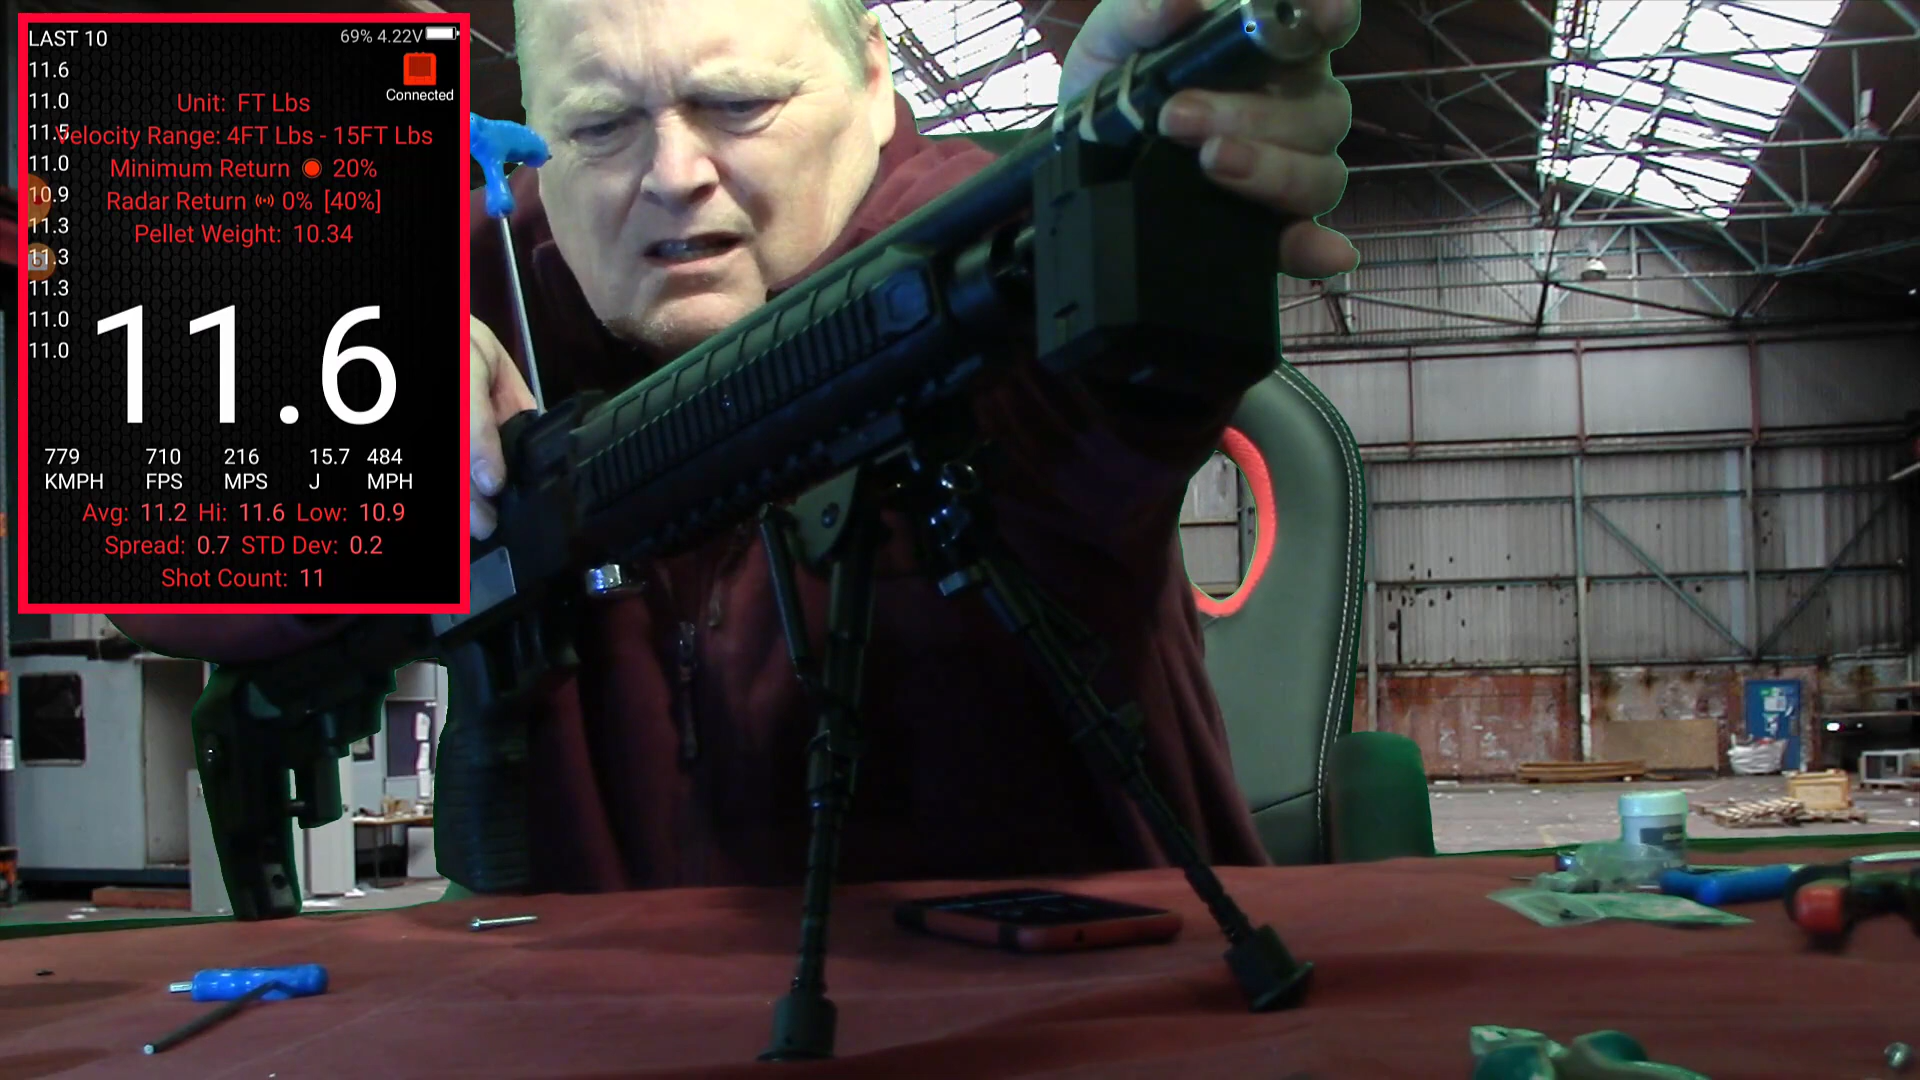 LAST 10
69% 4.22V
11.6
Connected
Unit: FT Lbs
11.0
11.5
Velocity Range: 4FT Lbs - 15FT Lbs
11.0
Minimum Return 20%
10.9
Radar Return 0% [40%]
11.3
Pellet Weight: 10.34
11.3
11.3
11.0
11.0
11.6
779 710 216 15.7 484
KMPH FPS MPS J MPH
Avg: 11.2 Hi: 11.6 Low: 10.9
Spread: 0.7 STD Dev: 0.2
Shot Count: 11